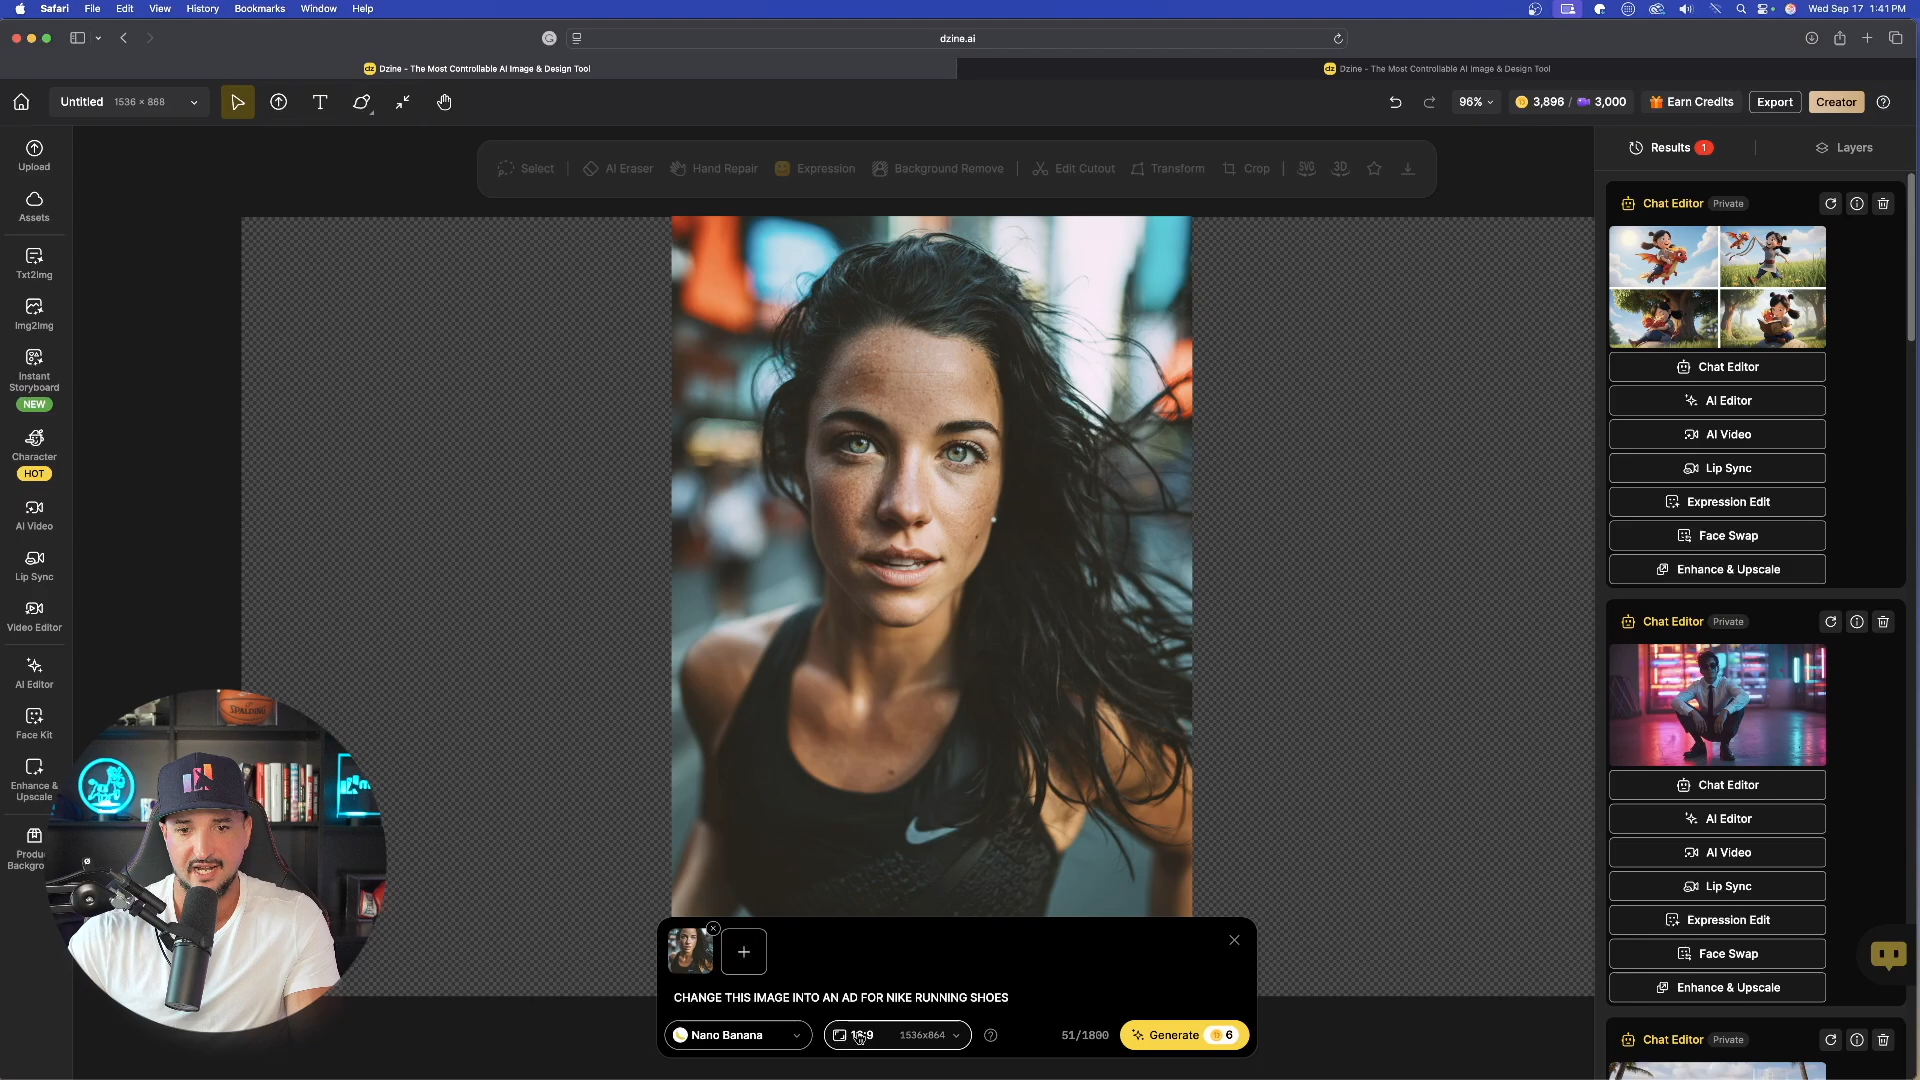 Safari File Edit View History Bookmarks Window Help Wed Sep 17 1:41 PM
dzine.ai
dz Dzine - The Most Controllable AI Image & Design Tool dz Dzine - The Most Controllable AI Image & Design Tool
Untitled 1536 × 868 T 96% 3,896 / 3,000 Earn Credits Export Creator
Upload
Assets
Txt2Img
Img2Img
Instant
Storyboard
NEW
Character
HOT
AI Video
Lip Sync
Video Editor
AI Editor
Face Kit
Enhance &
Upscale
Produ
Backgro
Select AI Eraser Hand Repair Expression Background Remove Edit Cutout Transform Crop SVG 3D
SPALDING
CHANGE THIS IMAGE INTO AN AD FOR NIKE RUNNING SHOES
Nano Banana 16:9 1536x864 51/1800 Generate 6
Results 1 Layers
Chat Editor Private
Chat Editor
AI Editor
AI Video
Lip Sync
Expression Edit
Face Swap
Enhance & Upscale
Chat Editor Private
Chat Editor
AI Editor
AI Video
Lip Sync
Expression Edit
Face Swap
Enhance & Upscale
Chat Editor Private